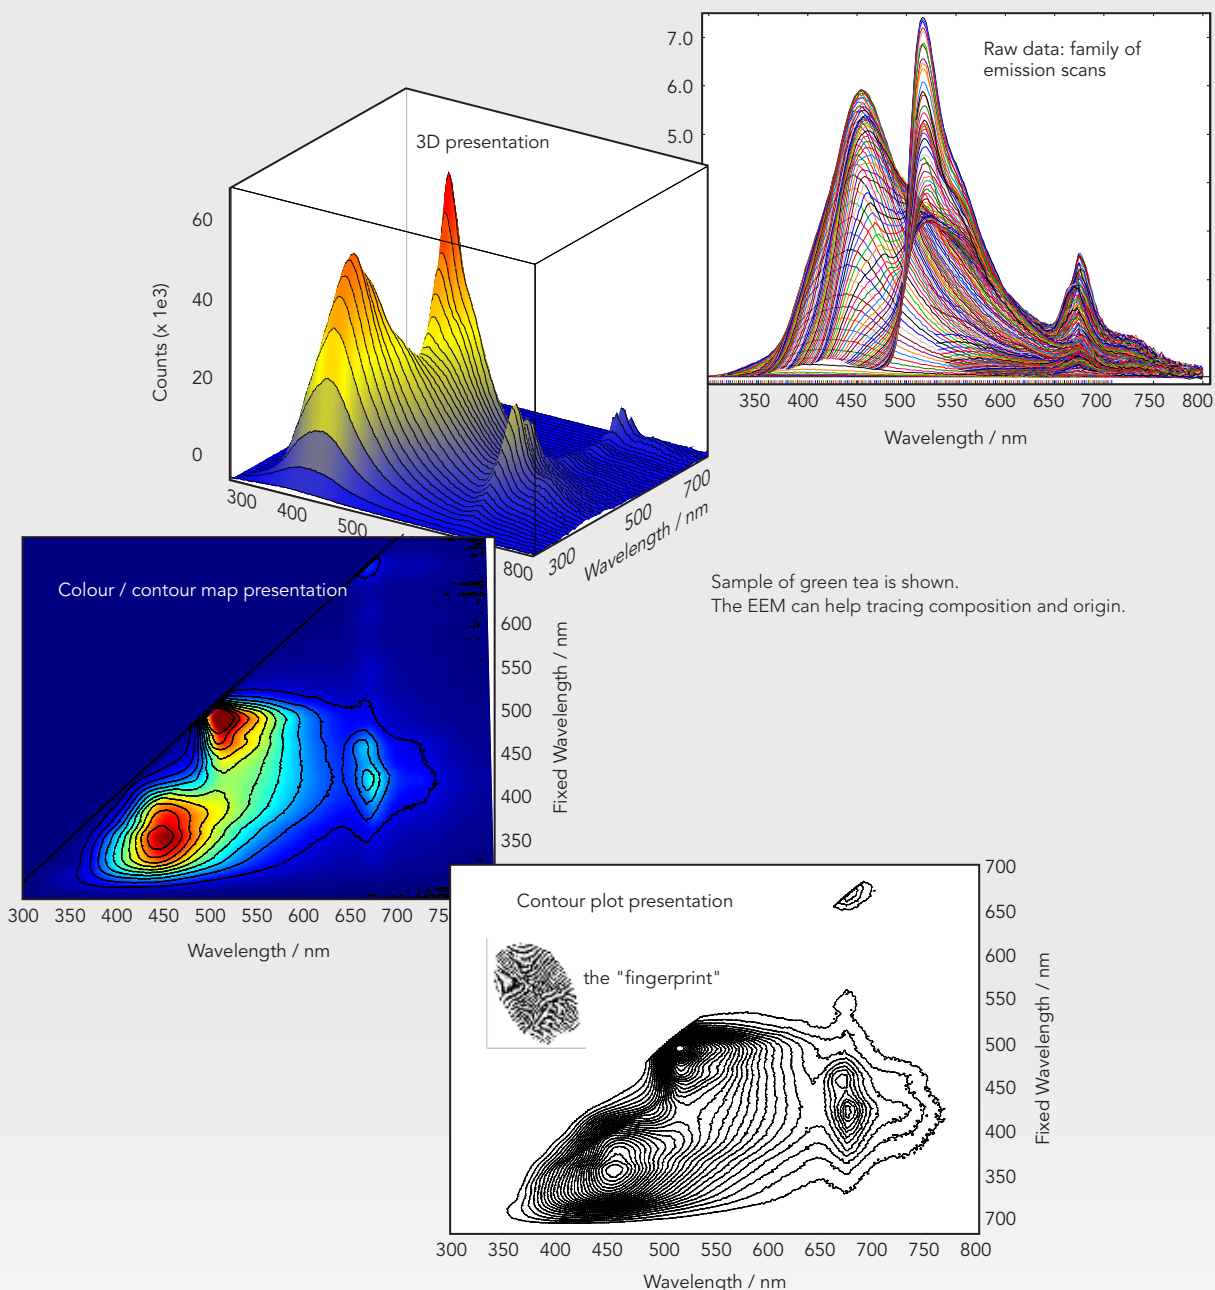 7.0
6.0
5.0
Raw data: family of
emission scans
350 400 450 500 550 600 650 700 750 800
Wavelength / nm
3D presentation
60
40
20
0
Counts (x 1e3)
300 400 500 800
300 500 700
Wavelength / nm
Colour / contour map presentation
600
550
500
450
400
350
Fixed Wavelength / nm
300 350 400 450 500 550 600 650 700
Wavelength / nm
Sample of green tea is shown.
The EEM can help tracing composition and origin.
Contour plot presentation
the "fingerprint"
700
650
600
550
500
450
400
350
700
Fixed Wavelength / nm
300 350 400 450 500 550 600 650 700 750 800
Wavelength / nm